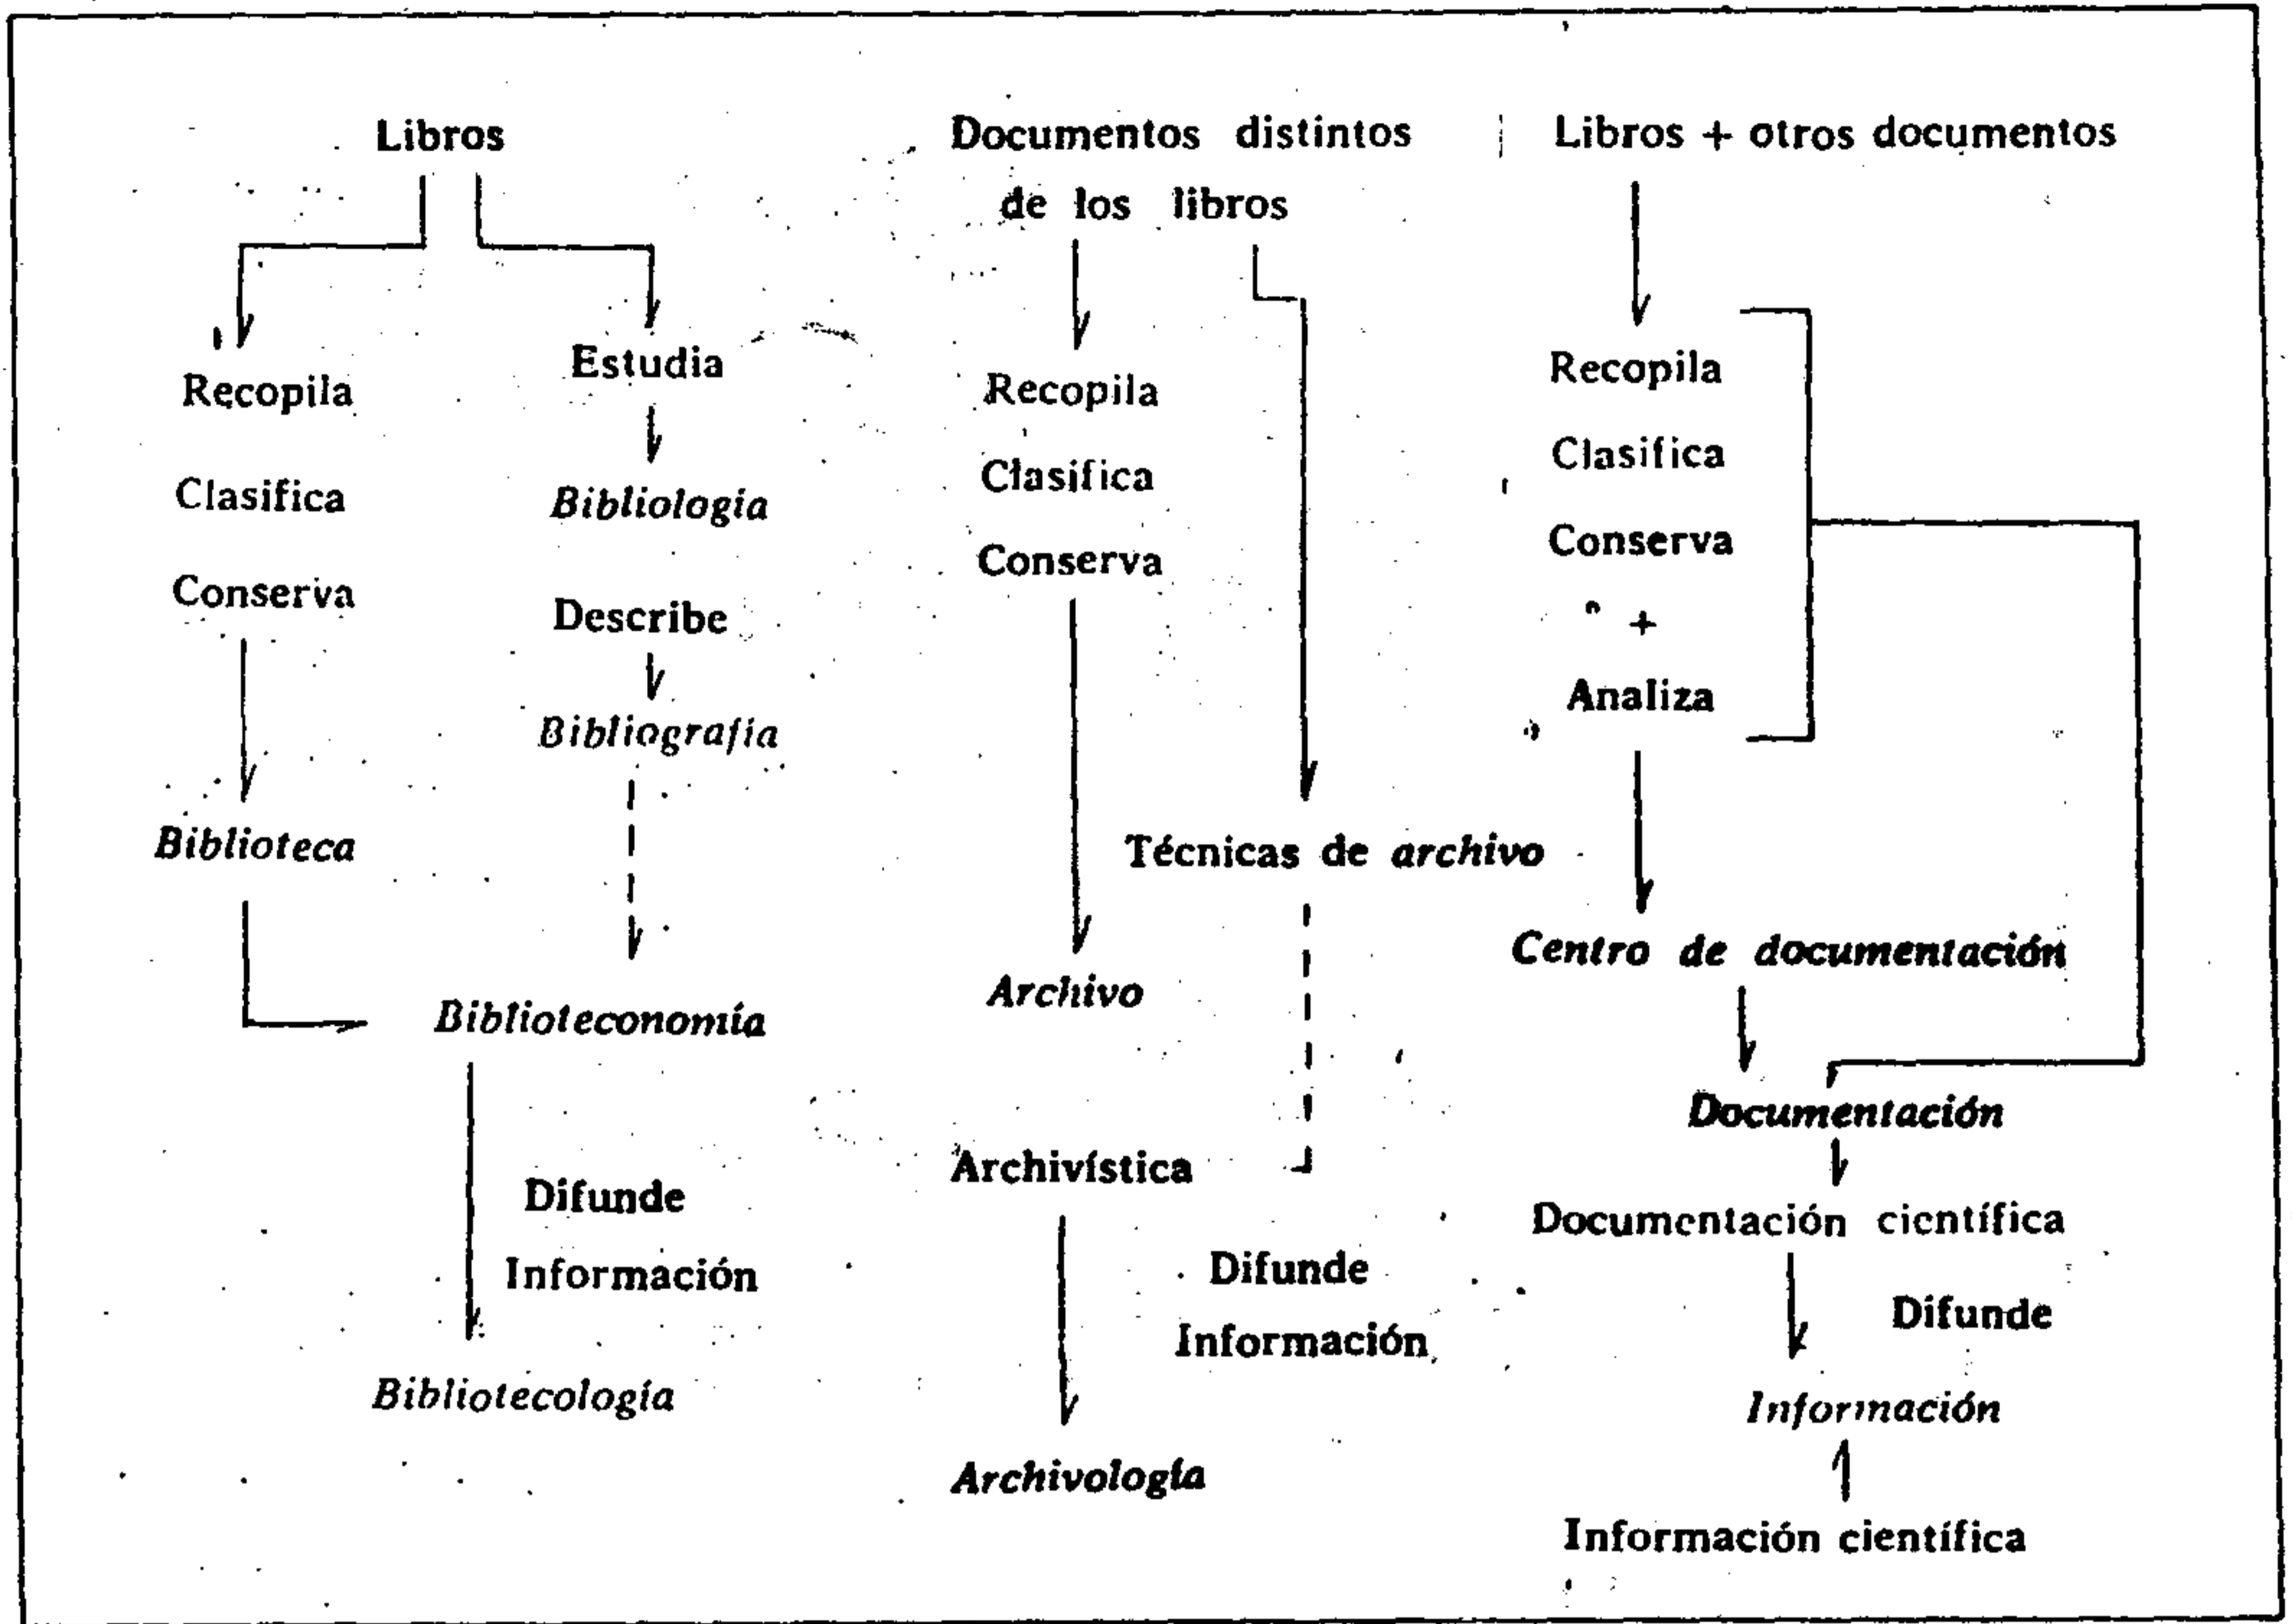 Libros
Recopila
Clasifica
Conserva
Biblioteca
Estudia
Bibliología
Describe
Bibliografía
Biblioteconomía
Difunde
Información
Bibliotecología
Documentos distintos
de los libros
Recopila
Clasifica
Conserva
Archivo
Técnicas de archivo
Archivística
Difunde
Información
Archivología
Libros + otros documentos
Recopila
Clasifica
Conserva
+
Analiza
Centro de documentación
Documentación
Documentación científica
Difunde
Información
Información científica